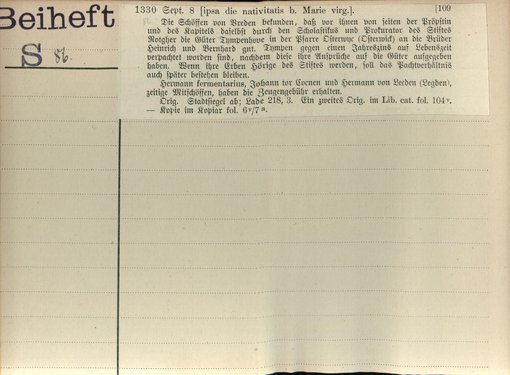 Beiheft
S 86.
1330 Sept. 8 [ipsa die nativitatis b. Marie virg.]. [109
Die Schöffen von Vreden bekunden, daß vor ihnen von seiten der Pröpstin
und des Kapitels daselbst durch den Scholastikus und Prokurator des Stiftes
Rotgher die Güter Tympenhove in der Pfarre Osterwyc (Osterwick) an die Brüder
Heinrich und Bernhard gnt. Tympen gegen einen Jahreszins auf Lebenszeit
verpachtet worden sind, nachdem diese ihre Ansprüche auf die Güter aufgegeben
haben. Wenn ihre Erben Hörige des Stiftes werden, soll das Pachtverhältnis
auch später bestehen bleiben.
Hermann formentarius, Johann tor Coenen und Hermann von Lecden (Legden),
zeitige Mitschöffen, haben die Zeugengebühr erhalten.
Orig. Stadtsiegel ab; Lade 218, 3. Ein zweites Orig. im Lib. cat. fol. 104v.
— Kopie im Kopiar fol. 6v/7a.